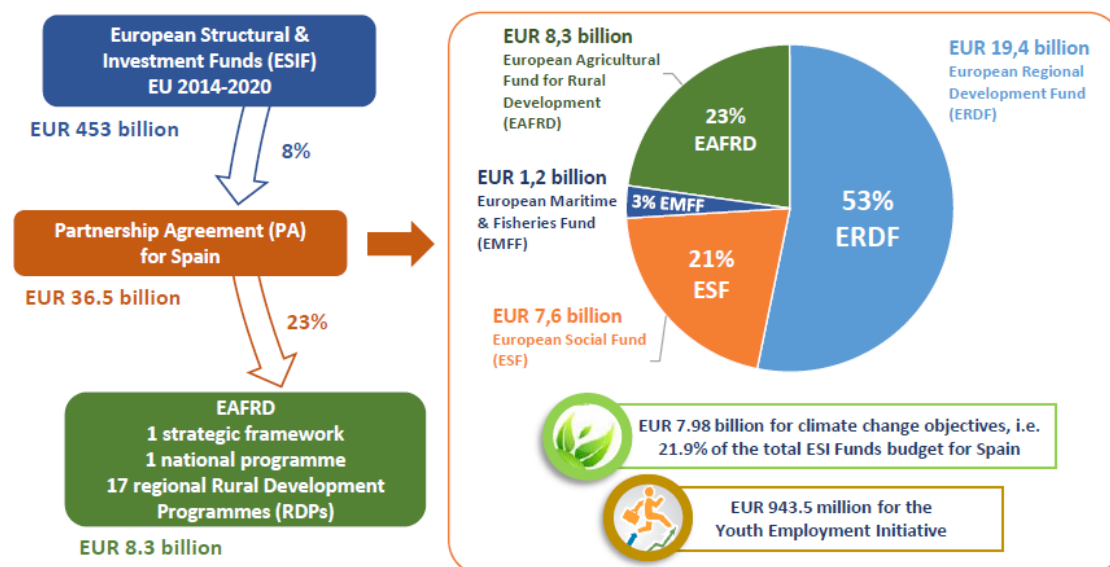 European Structural &
Investment Funds (ESIF)
EU 2014-2020
EUR 453 billion
8%
Partnership Agreement (PA)
for Spain
EUR 36.5 billion
23%
EAFRD
1 strategic framework
1 national programme
17 regional Rural Development
Programmes (RDPs)
EUR 8.3 billion
EUR 8,3 billion
European Agricultural
Fund for Rural
Development
(EAFRD)
EUR 19,4 billion
European Regional
Development Fund
(ERDF)
23%
EAFRD
EUR 1,2 billion
European Maritime
& Fisheries Fund
(EMFF)
3% EMFF
53%
ERDF
21%
ESF
EUR 7,6 billion
European Social Fund
(ESF)
EUR 7.98 billion for climate change objectives, i.e.
21.9% of the total ESI Funds budget for Spain
EUR 943.5 million for the
Youth Employment Initiative